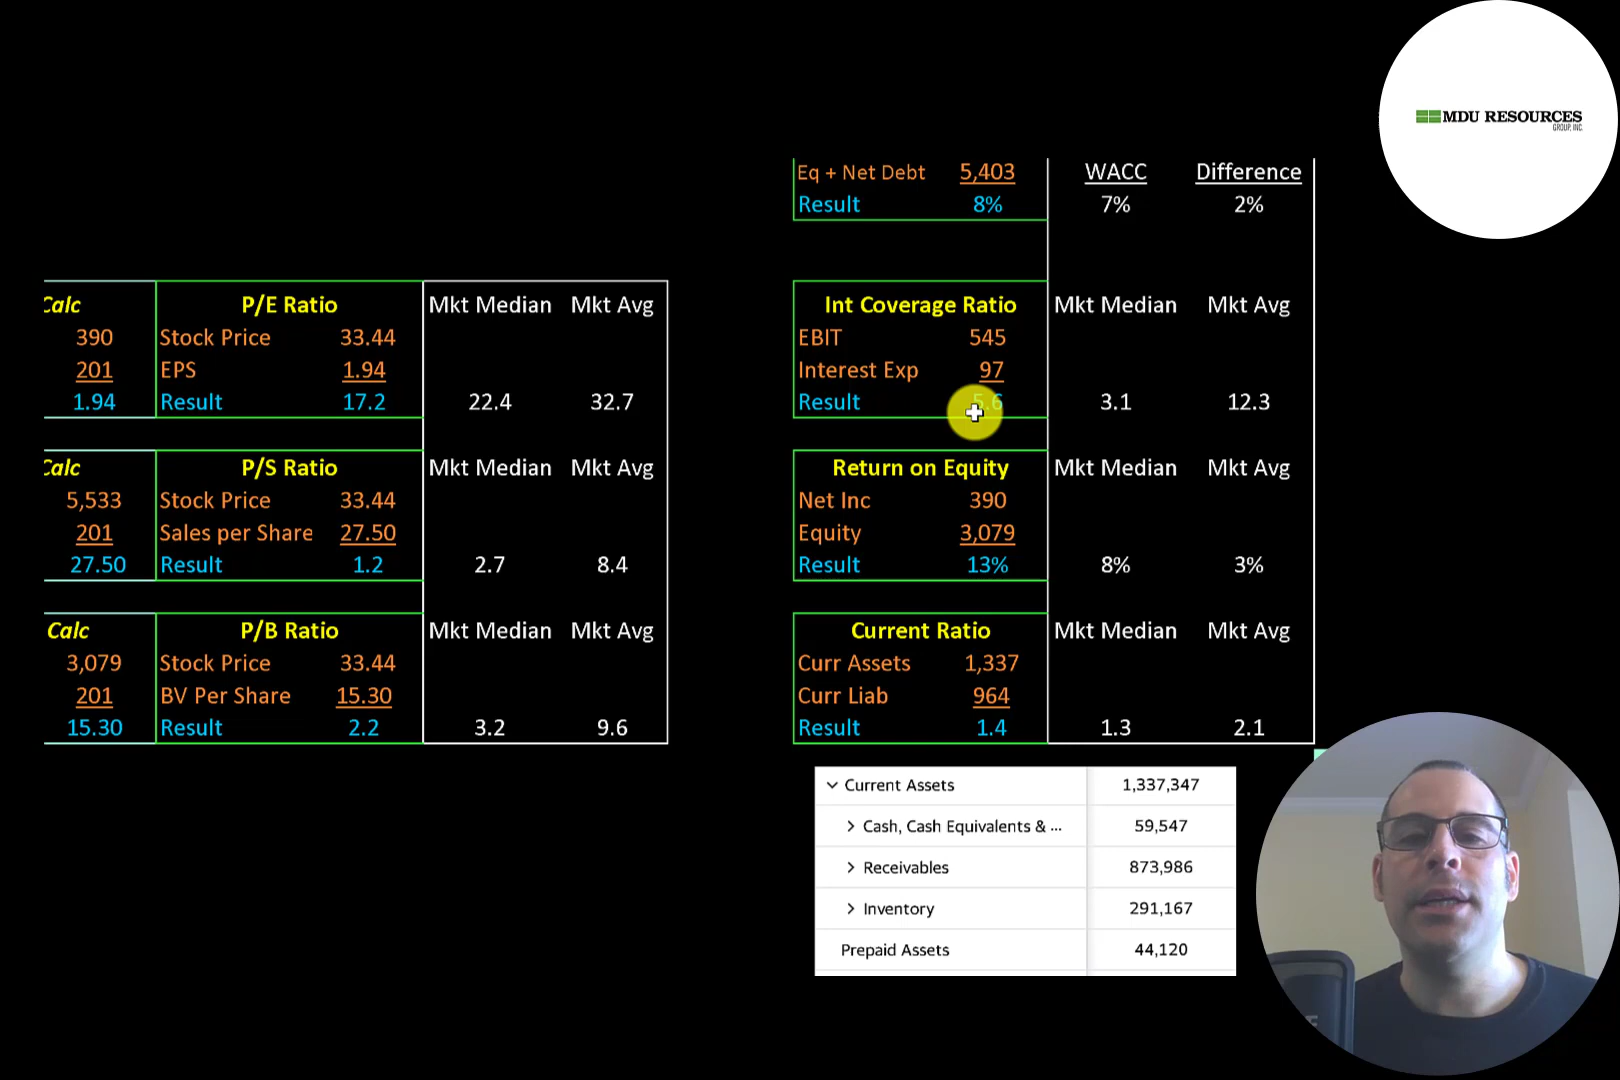 MDU RESOURCES
GROUP, INC.
Eq + Net Debt 5,403 WACC Difference
Result 8% 7% 2%
Calc P/E Ratio Mkt Median Mkt Avg
390 Stock Price 33.44
201 EPS 1.94
1.94 Result 17.2 22.4 32.7
Calc P/S Ratio Mkt Median Mkt Avg
5,533 Stock Price 33.44
201 Sales per Share 27.50
27.50 Result 1.2 2.7 8.4
Calc P/B Ratio Mkt Median Mkt Avg
3,079 Stock Price 33.44
201 BV Per Share 15.30
15.30 Result 2.2 3.2 9.6
Int Coverage Ratio Mkt Median Mkt Avg
EBIT 545
Interest Exp 97
Result 5.6 3.1 12.3
Return on Equity Mkt Median Mkt Avg
Net Inc 390
Equity 3,079
Result 13% 8% 3%
Current Ratio Mkt Median Mkt Avg
Curr Assets 1,337
Curr Liab 964
Result 1.4 1.3 2.1
Current Assets 1,337,347
Cash, Cash Equivalents & ... 59,547
Receivables 873,986
Inventory 291,167
Prepaid Assets 44,120